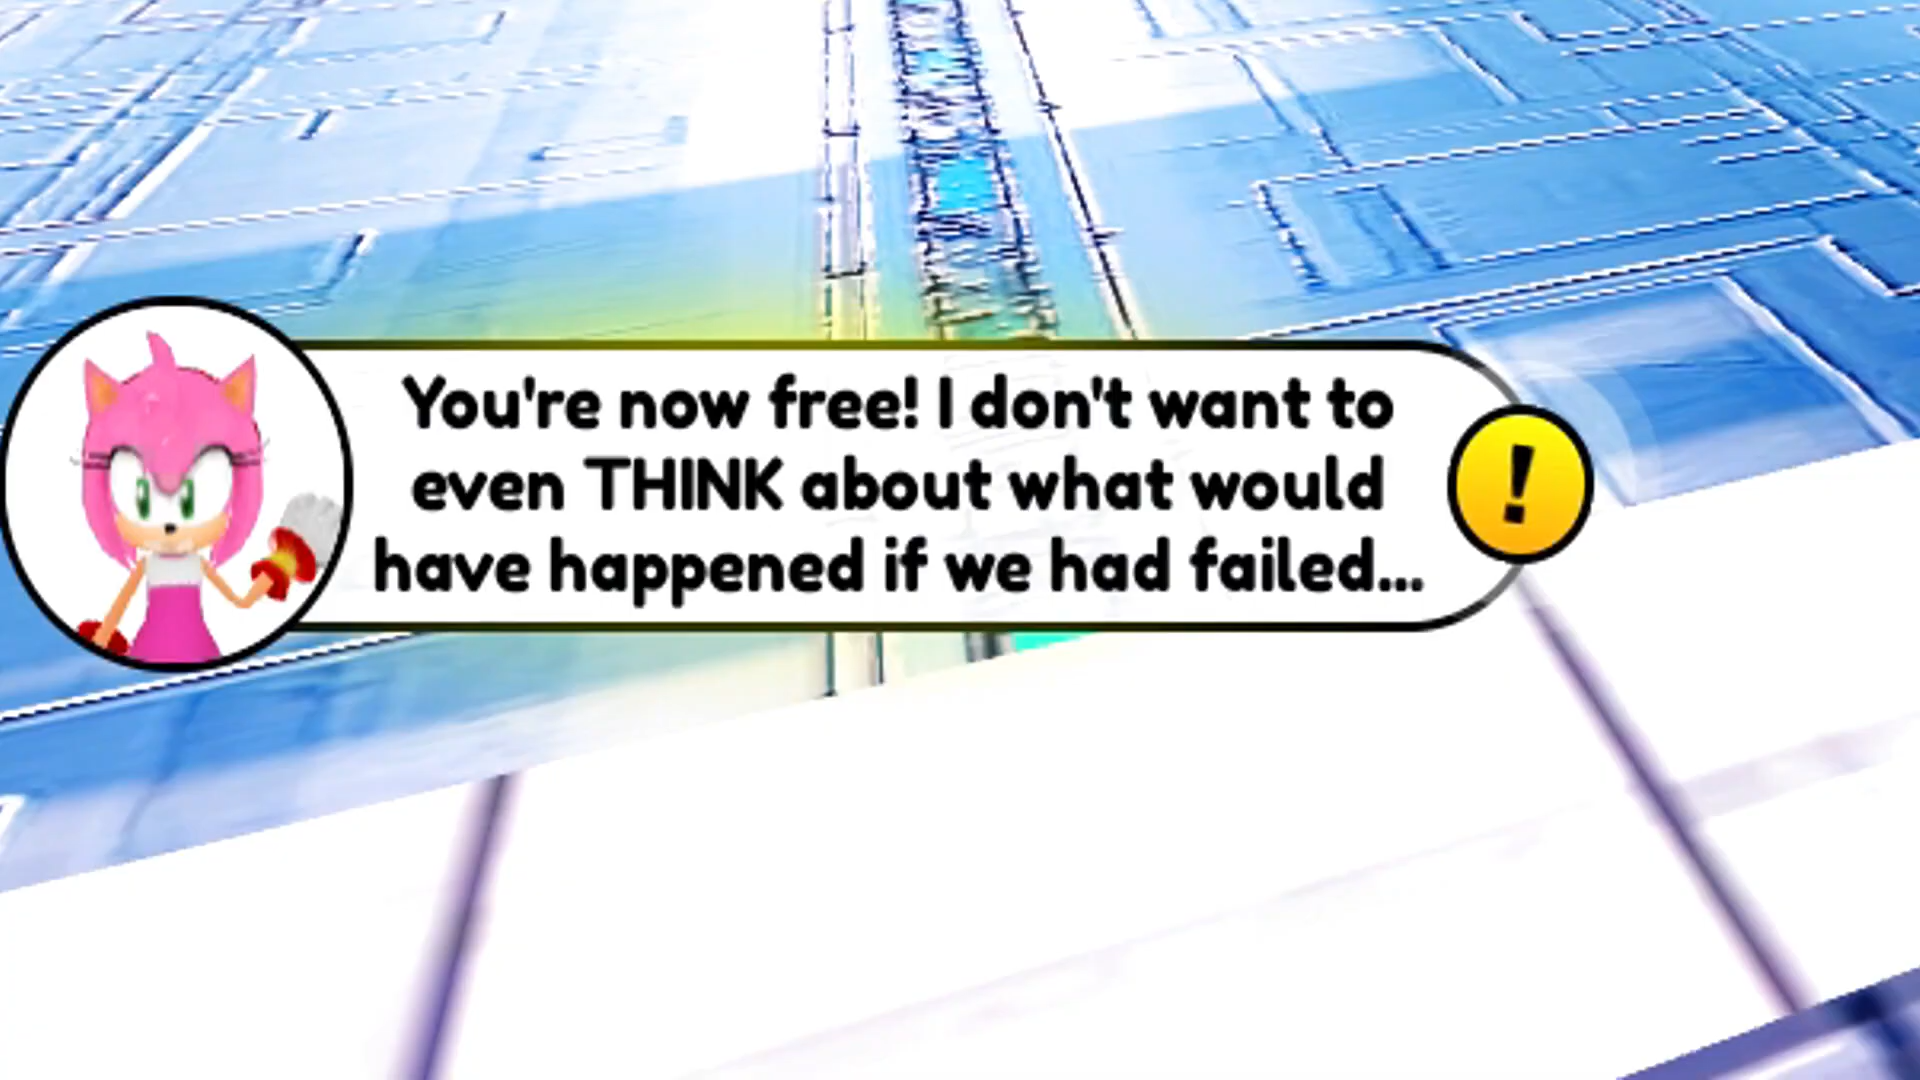 You're now free! I don't want to
even THINK about what would
have happened if we had failed...
!